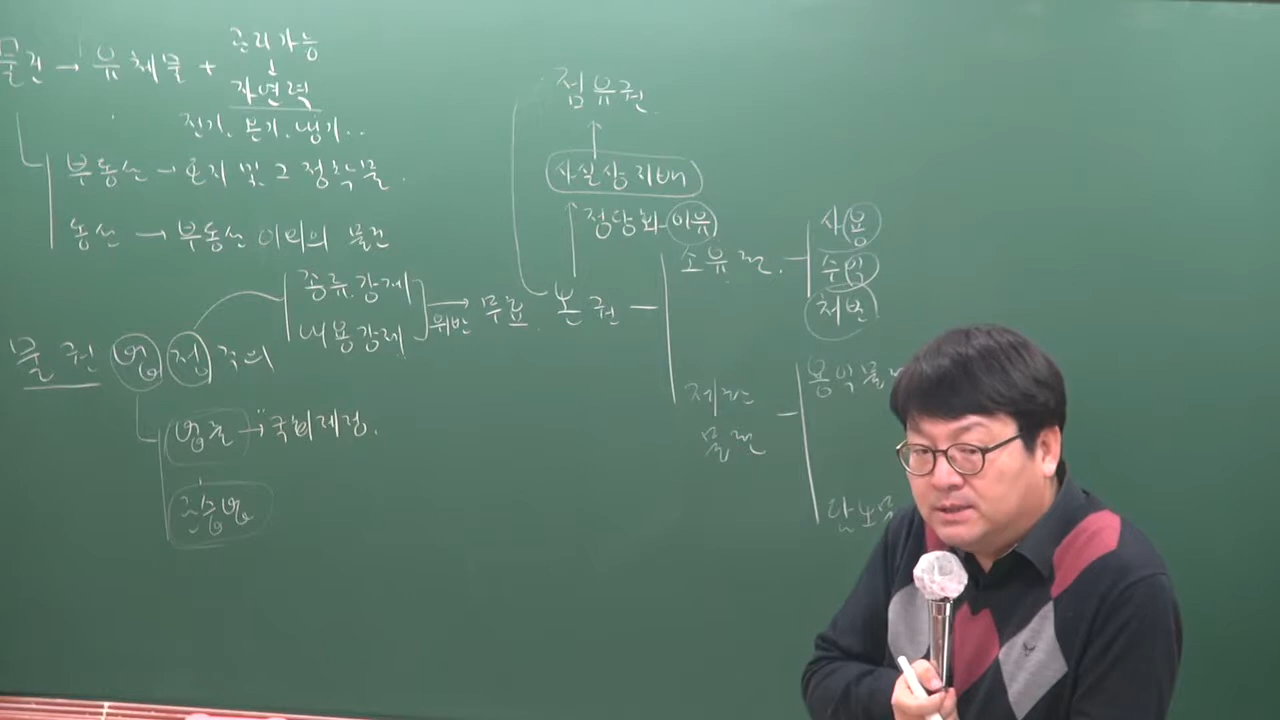 물건 → 유체물 + 관리가능
자연력
전기, 분기, 냉기..
부동산 → 토지 및 그 정착물.
동산 → 부동산 이외의 물건
물권 법정주의
종류강제
내용강제
위반
무효.
법률 → 국회제정.
관습법
점유권
사실상지배
정당화 이유
본권
소유권.
사용
수익
처분
제한
물권
용익물
담보물